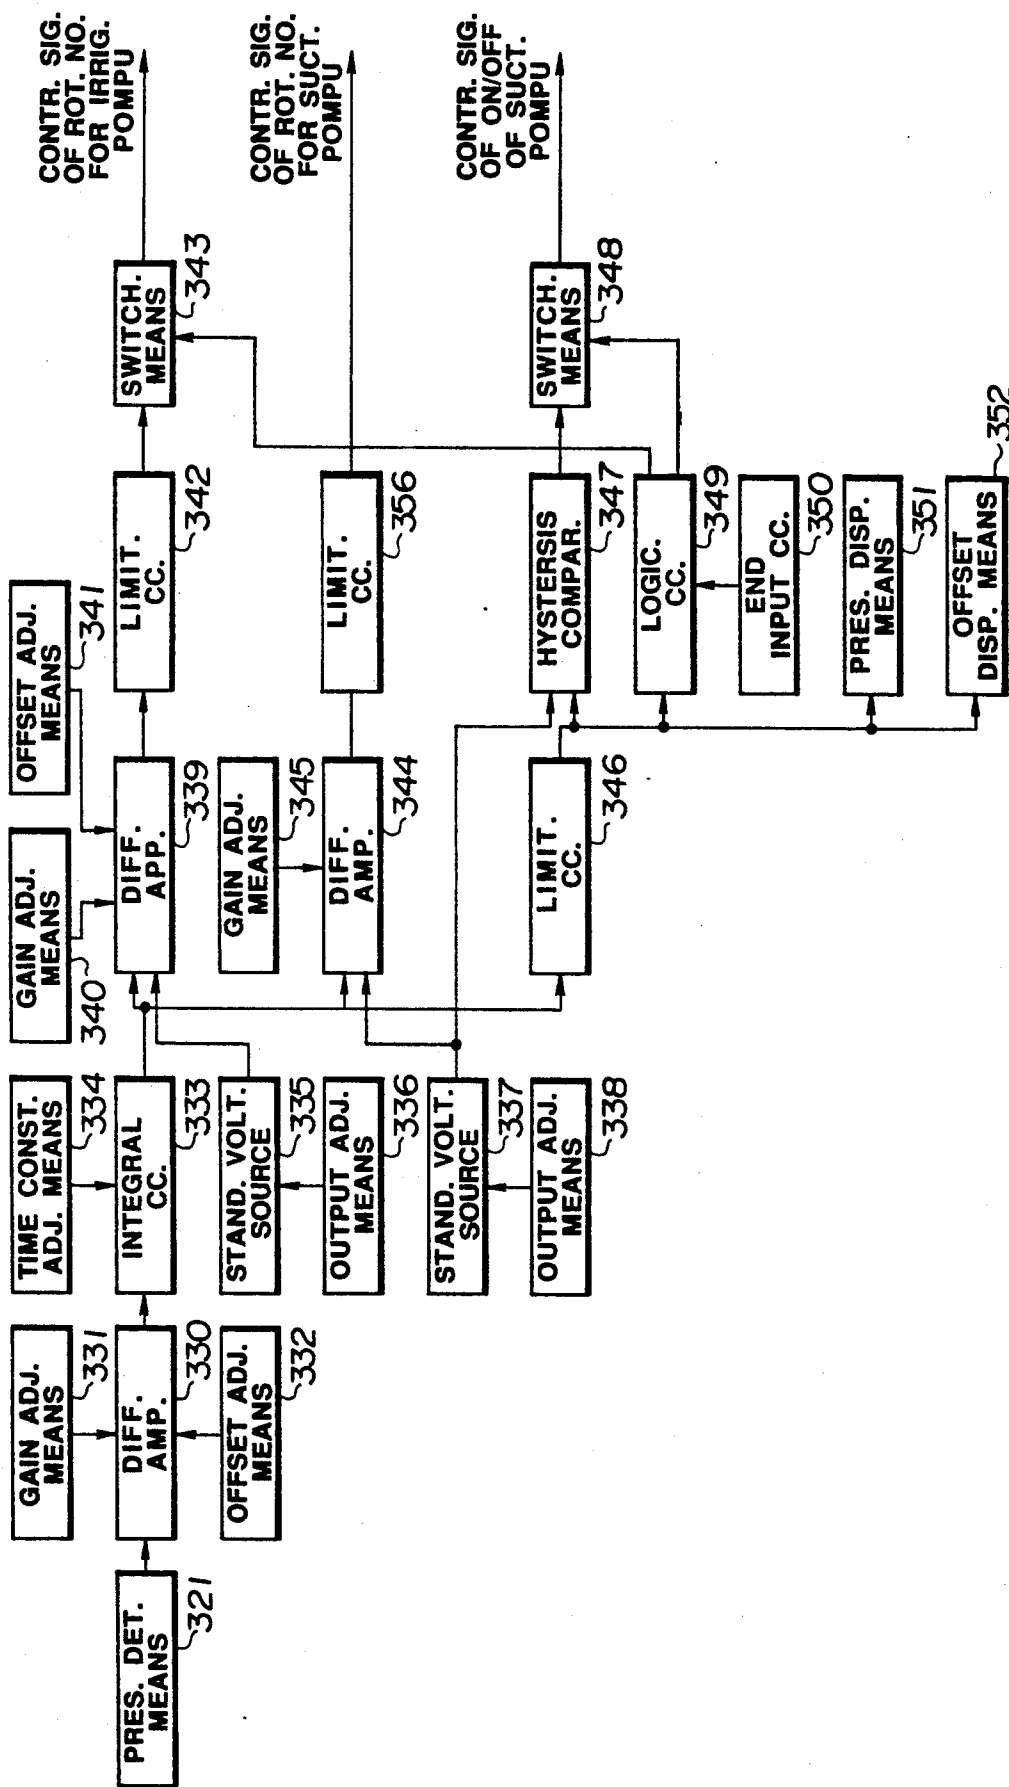 PRES. DET.
MEANS
321
GAIN ADJ.
MEANS
331
DIFF.
AMP.
330
OFFSET ADJ.
MEANS
332
TIME CONST.
ADJ. MEANS
334
INTEGRAL
CC.
333
STAND. VOLT.
SOURCE
335
OUTPUT ADJ.
MEANS
336
STAND. VOLT.
SOURCE
337
OUTPUT ADJ.
MEANS
338
GAIN ADJ.
MEANS
340
OFFSET ADJ.
MEANS
341
DIFF.
APP.
339
GAIN ADJ.
MEANS
345
DIFF.
AMP.
344
LIMIT.
CC.
346
LIMIT.
CC.
342
LIMIT.
CC.
356
HYSTERSIS
COMPAR.
347
LOGIC.
CC.
349
END
INPUT CC.
350
PRES. DISP.
MEANS
351
OFFSET
DISP. MEANS
352
SWITCH.
MEANS
343
SWITCH.
MEANS
348
CONTR. SIG.
OF ROT. NO.
FOR IRRIG.
POMPU
CONTR. SIG.
OF ROT. NO.
FOR SUCT.
POMPU
CONTR. SIG.
OF ON/OFF
OF SUCT.
POMPU